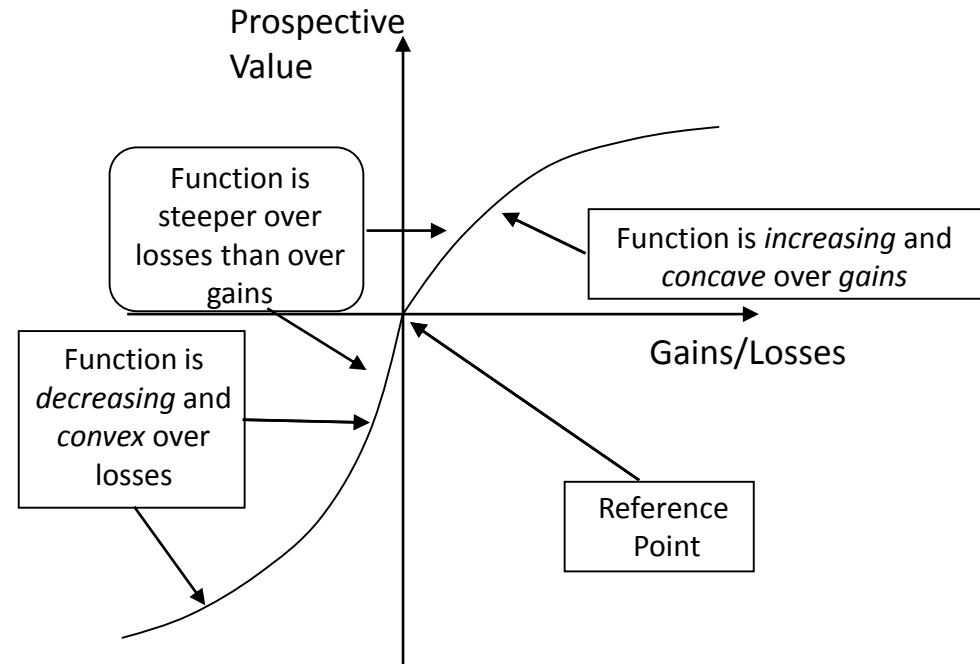 Prospective
Value
Function is
steeper over
losses than over
gains
Function is increasing and
concave over gains
Gains/Losses
Function is
decreasing and
convex over
losses
Reference
Point